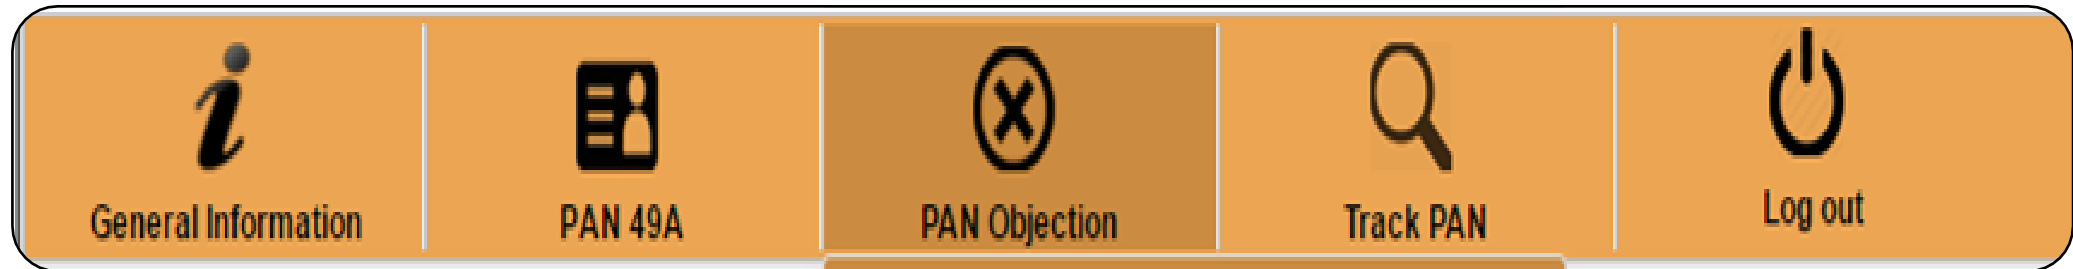 General Information
PAN 49A
PAN Objection
Track PAN
Log out